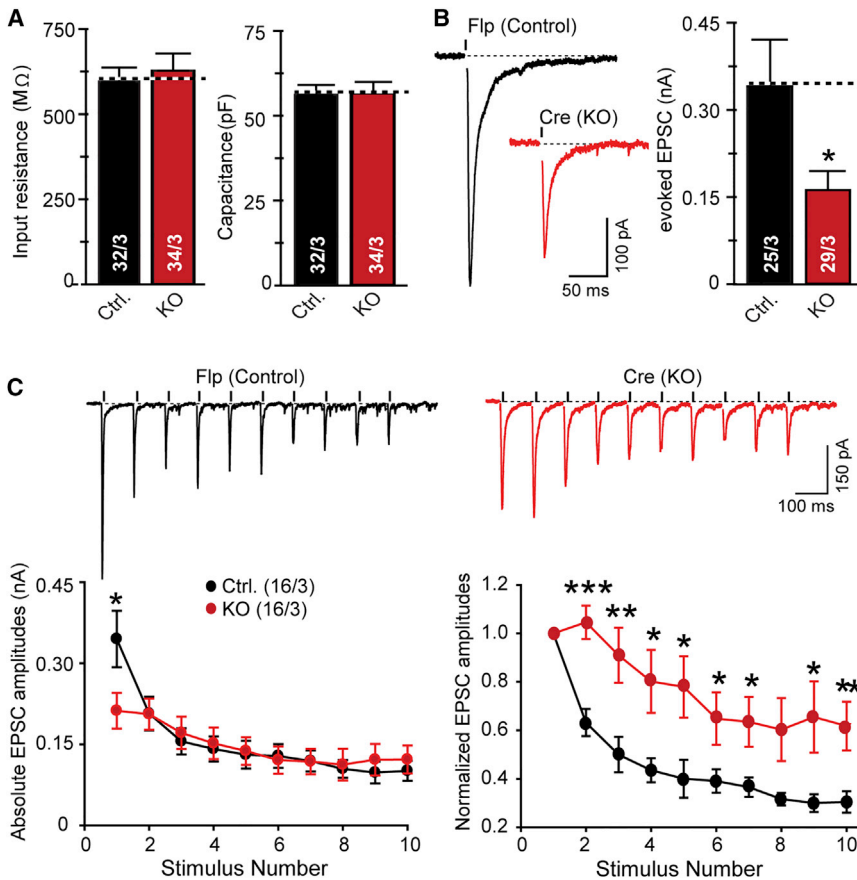 A
Input resistance (MΩ)
750
500
250
0
32/3
34/3
Ctrl.
KO
Capacitance(pF)
75
50
25
0
32/3
34/3
Ctrl.
KO
B
Flp (Control)
Cre (KO)
100 pA
50 ms
evoked EPSC (nA)
0.45
0.30
0.15
0
*
25/3
29/3
Ctrl.
KO
C
Flp (Control)
Cre (KO)
150 pA
100 ms
Absolute EPSC amplitudes (nA)
0.45
0.30
0.15
0
*
Ctrl. (16/3)
KO (16/3)
0 2 4 6 8 10
Stimulus Number
Normalized EPSC amplitudes
1.2
1.0
0.8
0.6
0.4
0.2
*** ** * * * * * **
0 2 4 6 8 10
Stimulus Number